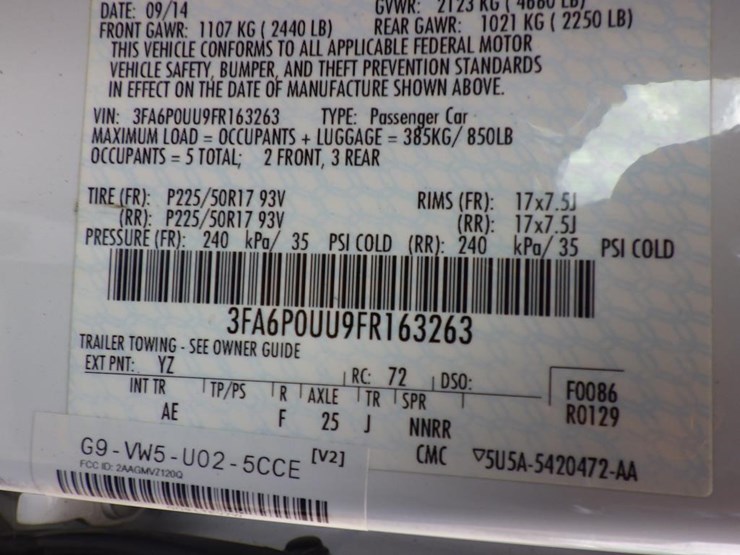 DATE: 09/14 GVWR: 2123 KG ( 4680 LB)
FRONT GAWR: 1107 KG ( 2440 LB) REAR GAWR: 1021 KG ( 2250 LB)
THIS VEHICLE CONFORMS TO ALL APPLICABLE FEDERAL MOTOR
VEHICLE SAFETY, BUMPER, AND THEFT PREVENTION STANDARDS
IN EFFECT ON THE DATE OF MANUFACTURE SHOWN ABOVE.
VIN: 3FA6P0UU9FR163263 TYPE: Passenger Car
MAXIMUM LOAD = OCCUPANTS + LUGGAGE = 385KG/ 850LB
OCCUPANTS = 5 TOTAL; 2 FRONT, 3 REAR
TIRE (FR): P225/50R17 93V RIMS (FR): 17x7.5J
(RR): P225/50R17 93V (RR): 17x7.5J
PRESSURE (FR): 240 kPa/ 35 PSI COLD (RR): 240 kPa/ 35 PSI COLD
3FA6P0UU9FR163263
TRAILER TOWING - SEE OWNER GUIDE
EXT PNT: YZ RC: 72 DSO:
INT TR TP/PS R AXLE TR SPR F0086
AE F 25 J NNRR R0129
CMC ▽5U5A-5420472-AA
G9-VW5-U02-5CCE [V2]
FCC ID: 2AAGMVZ120Q